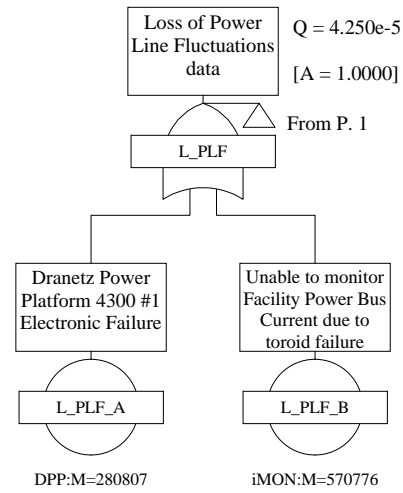 Loss of Power
Line Fluctuations
data
Q = 4.250e-5
[A = 1.0000]
From P. 1
L_PLF
Dranetz Power
Platform 4300 #1
Electronic Failure
Unable to monitor
Facility Power Bus
Current due to
toroid failure
L_PLF_A
L_PLF_B
DPP:M=280807
iMON:M=570776